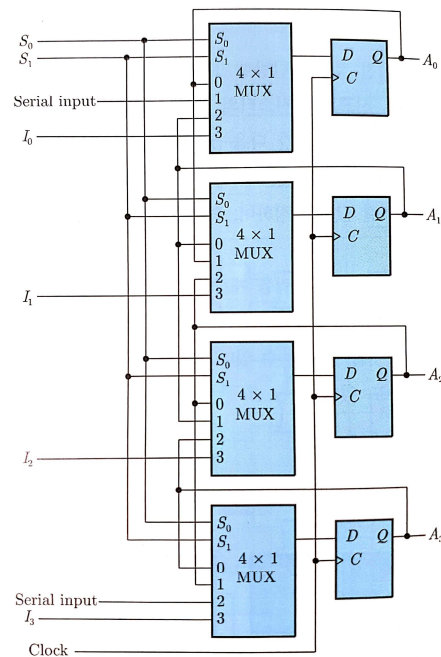 S₀
S₁
Serial input
I₀
S₀
S₁
0
1
2
3
4 × 1
MUX
D Q
C
A₀
I₁
S₀
S₁
0
1
2
3
4 × 1
MUX
D Q
C
A₁
I₂
S₀
S₁
0
1
2
3
4 × 1
MUX
D Q
C
A₂
Serial input
I₃
S₀
S₁
0
1
2
3
4 × 1
MUX
D Q
C
A₃
Clock